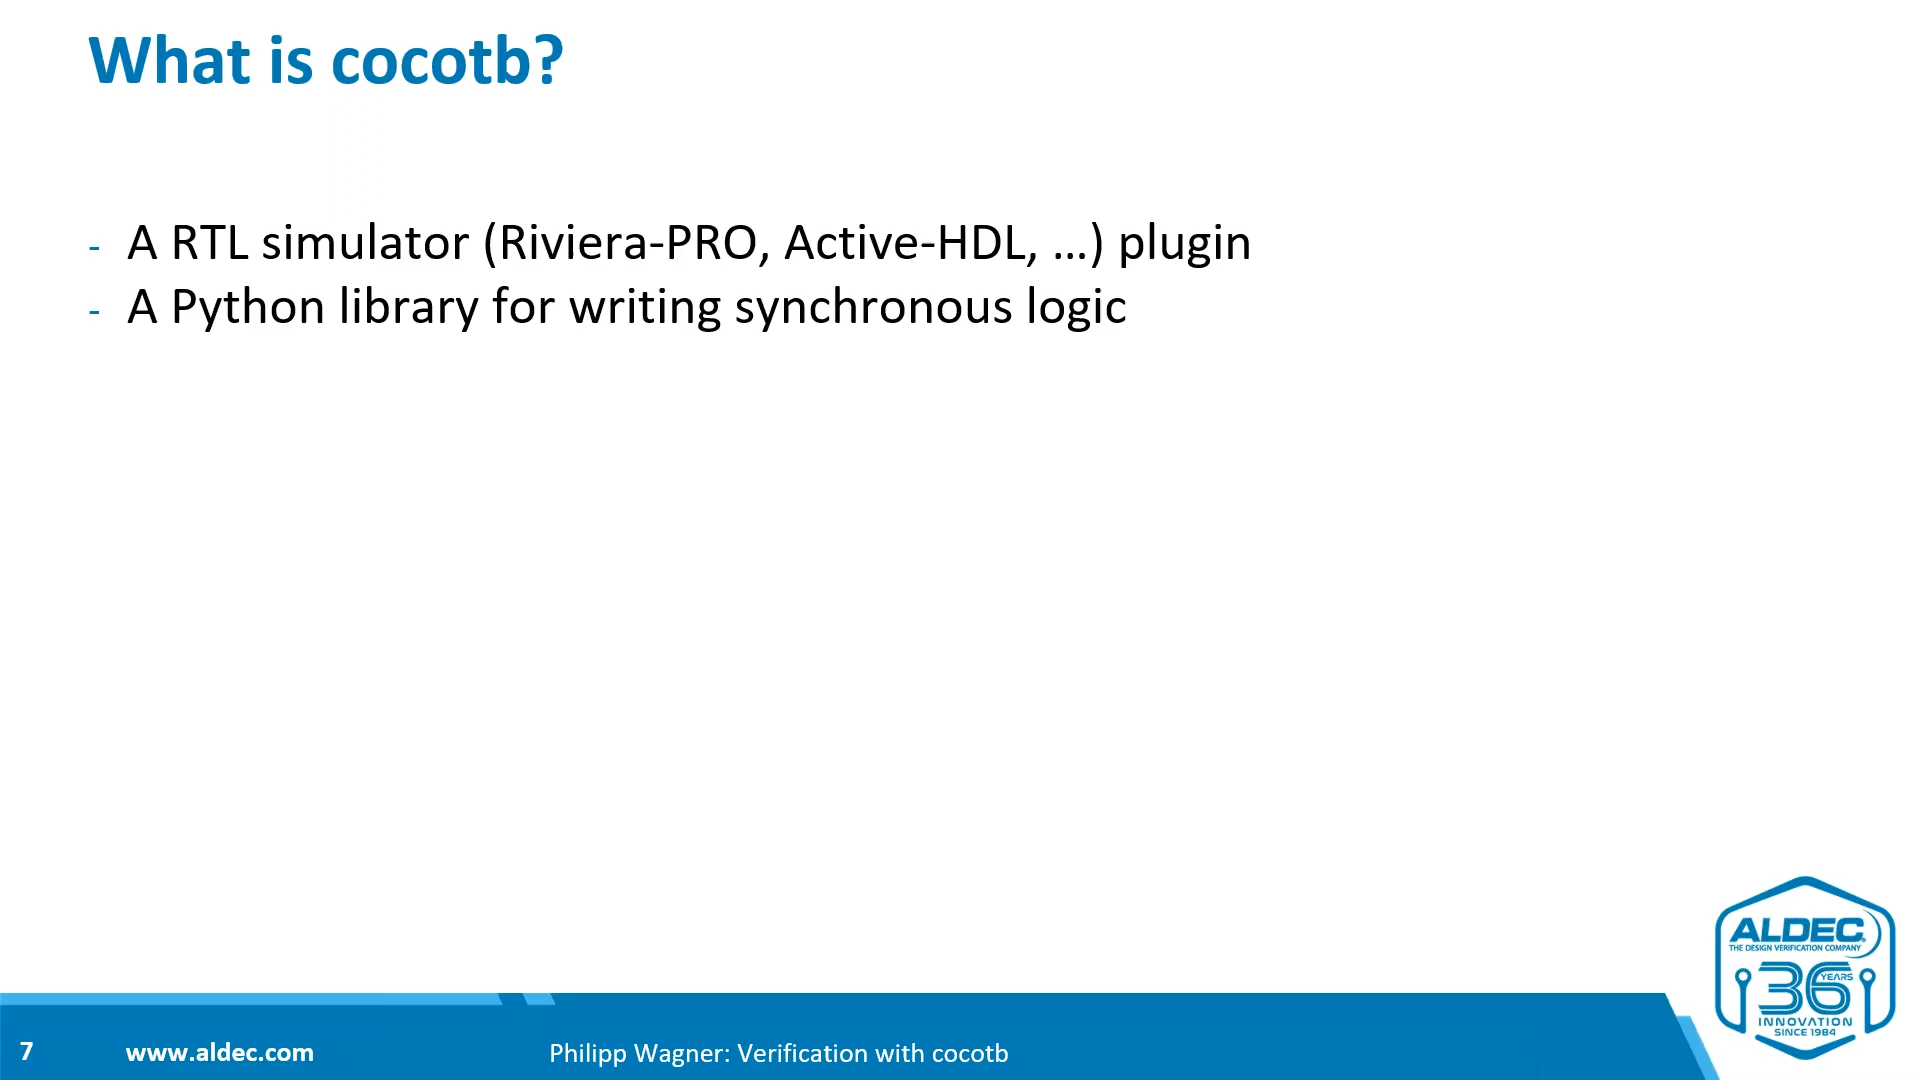 What is cocotb?
- A RTL simulator (Riviera-PRO, Active-HDL, …) plugin
- A Python library for writing synchronous logic
ALDEC
THE DESIGN VERIFICATION COMPANY
36 YEARS
INNOVATION
SINCE 1984
7 www.aldec.com Philipp Wagner: Verification with cocotb